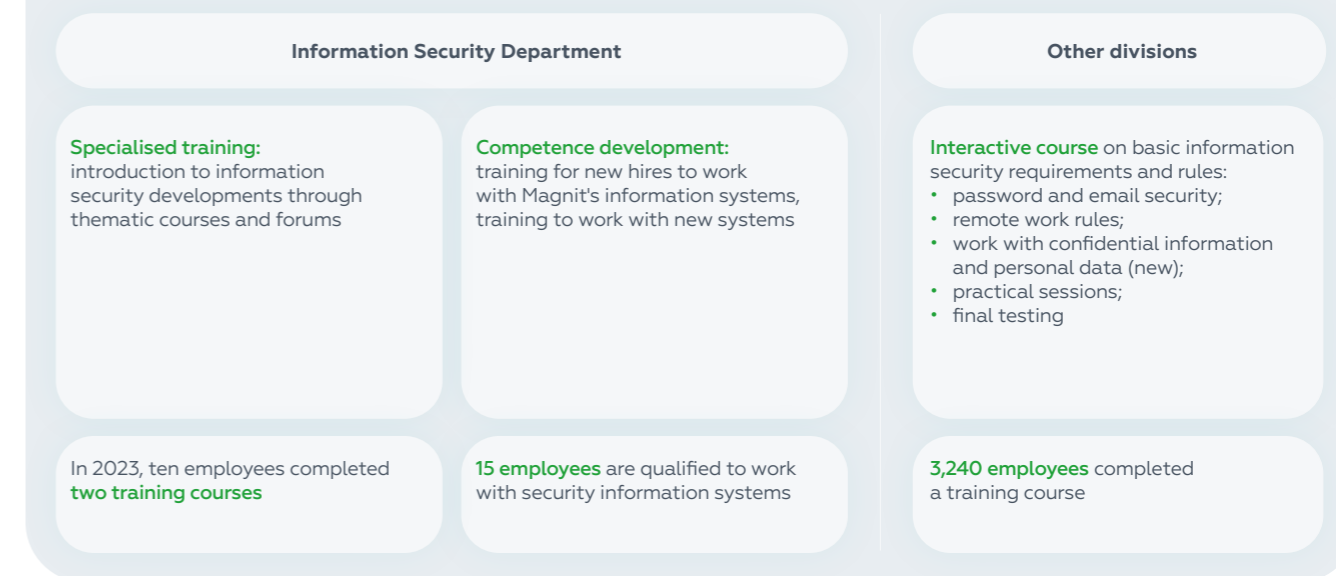 Information Security Department
Other divisions
Specialised training:
introduction to information
security developments through
thematic courses and forums
Competence development:
training for new hires to work
with Magnit's information systems,
training to work with new systems
Interactive course on basic information
security requirements and rules:
• password and email security;
• remote work rules;
• work with confidential information
and personal data (new);
• practical sessions;
• final testing
In 2023, ten employees completed
two training courses
15 employees are qualified to work
with security information systems
3,240 employees completed
a training course